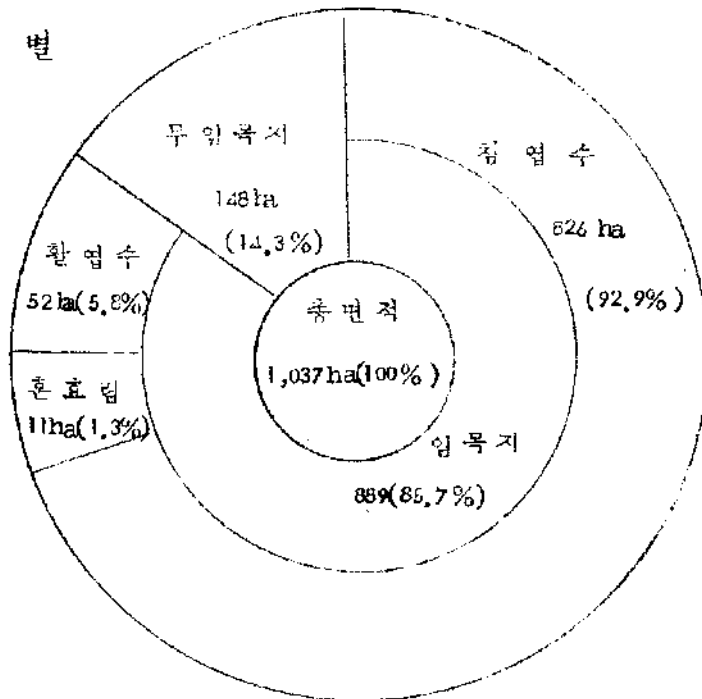 별
무 입 목 지
148ha
(14.3%)
침 엽 수
826 ha
(92.9%)
활 엽 수
52ha(5.8%)
혼 효 림
11ha(1.3%)
총 면 적
1,037ha(100%)
입 목 지
889(85.7%)